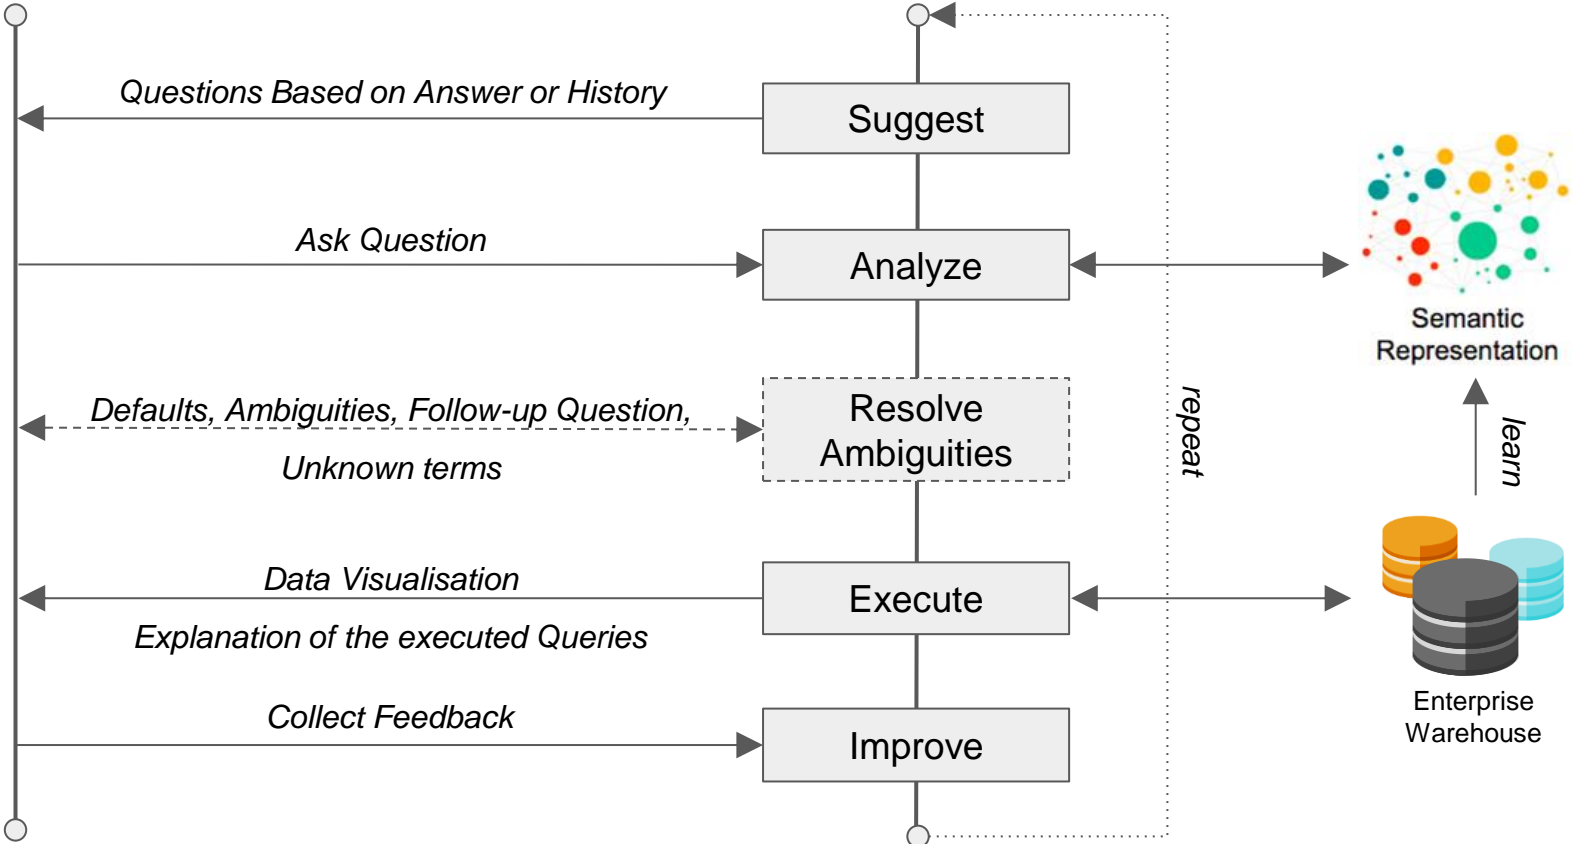 Questions Based on Answer or History
Suggest
Ask Question
Analyze
Semantic
Representation
Defaults, Ambiguities, Follow-up Question,
Unknown terms
Resolve
Ambiguities
repeat
learn
Data Visualisation
Explanation of the executed Queries
Execute
Enterprise
Warehouse
Collect Feedback
Improve